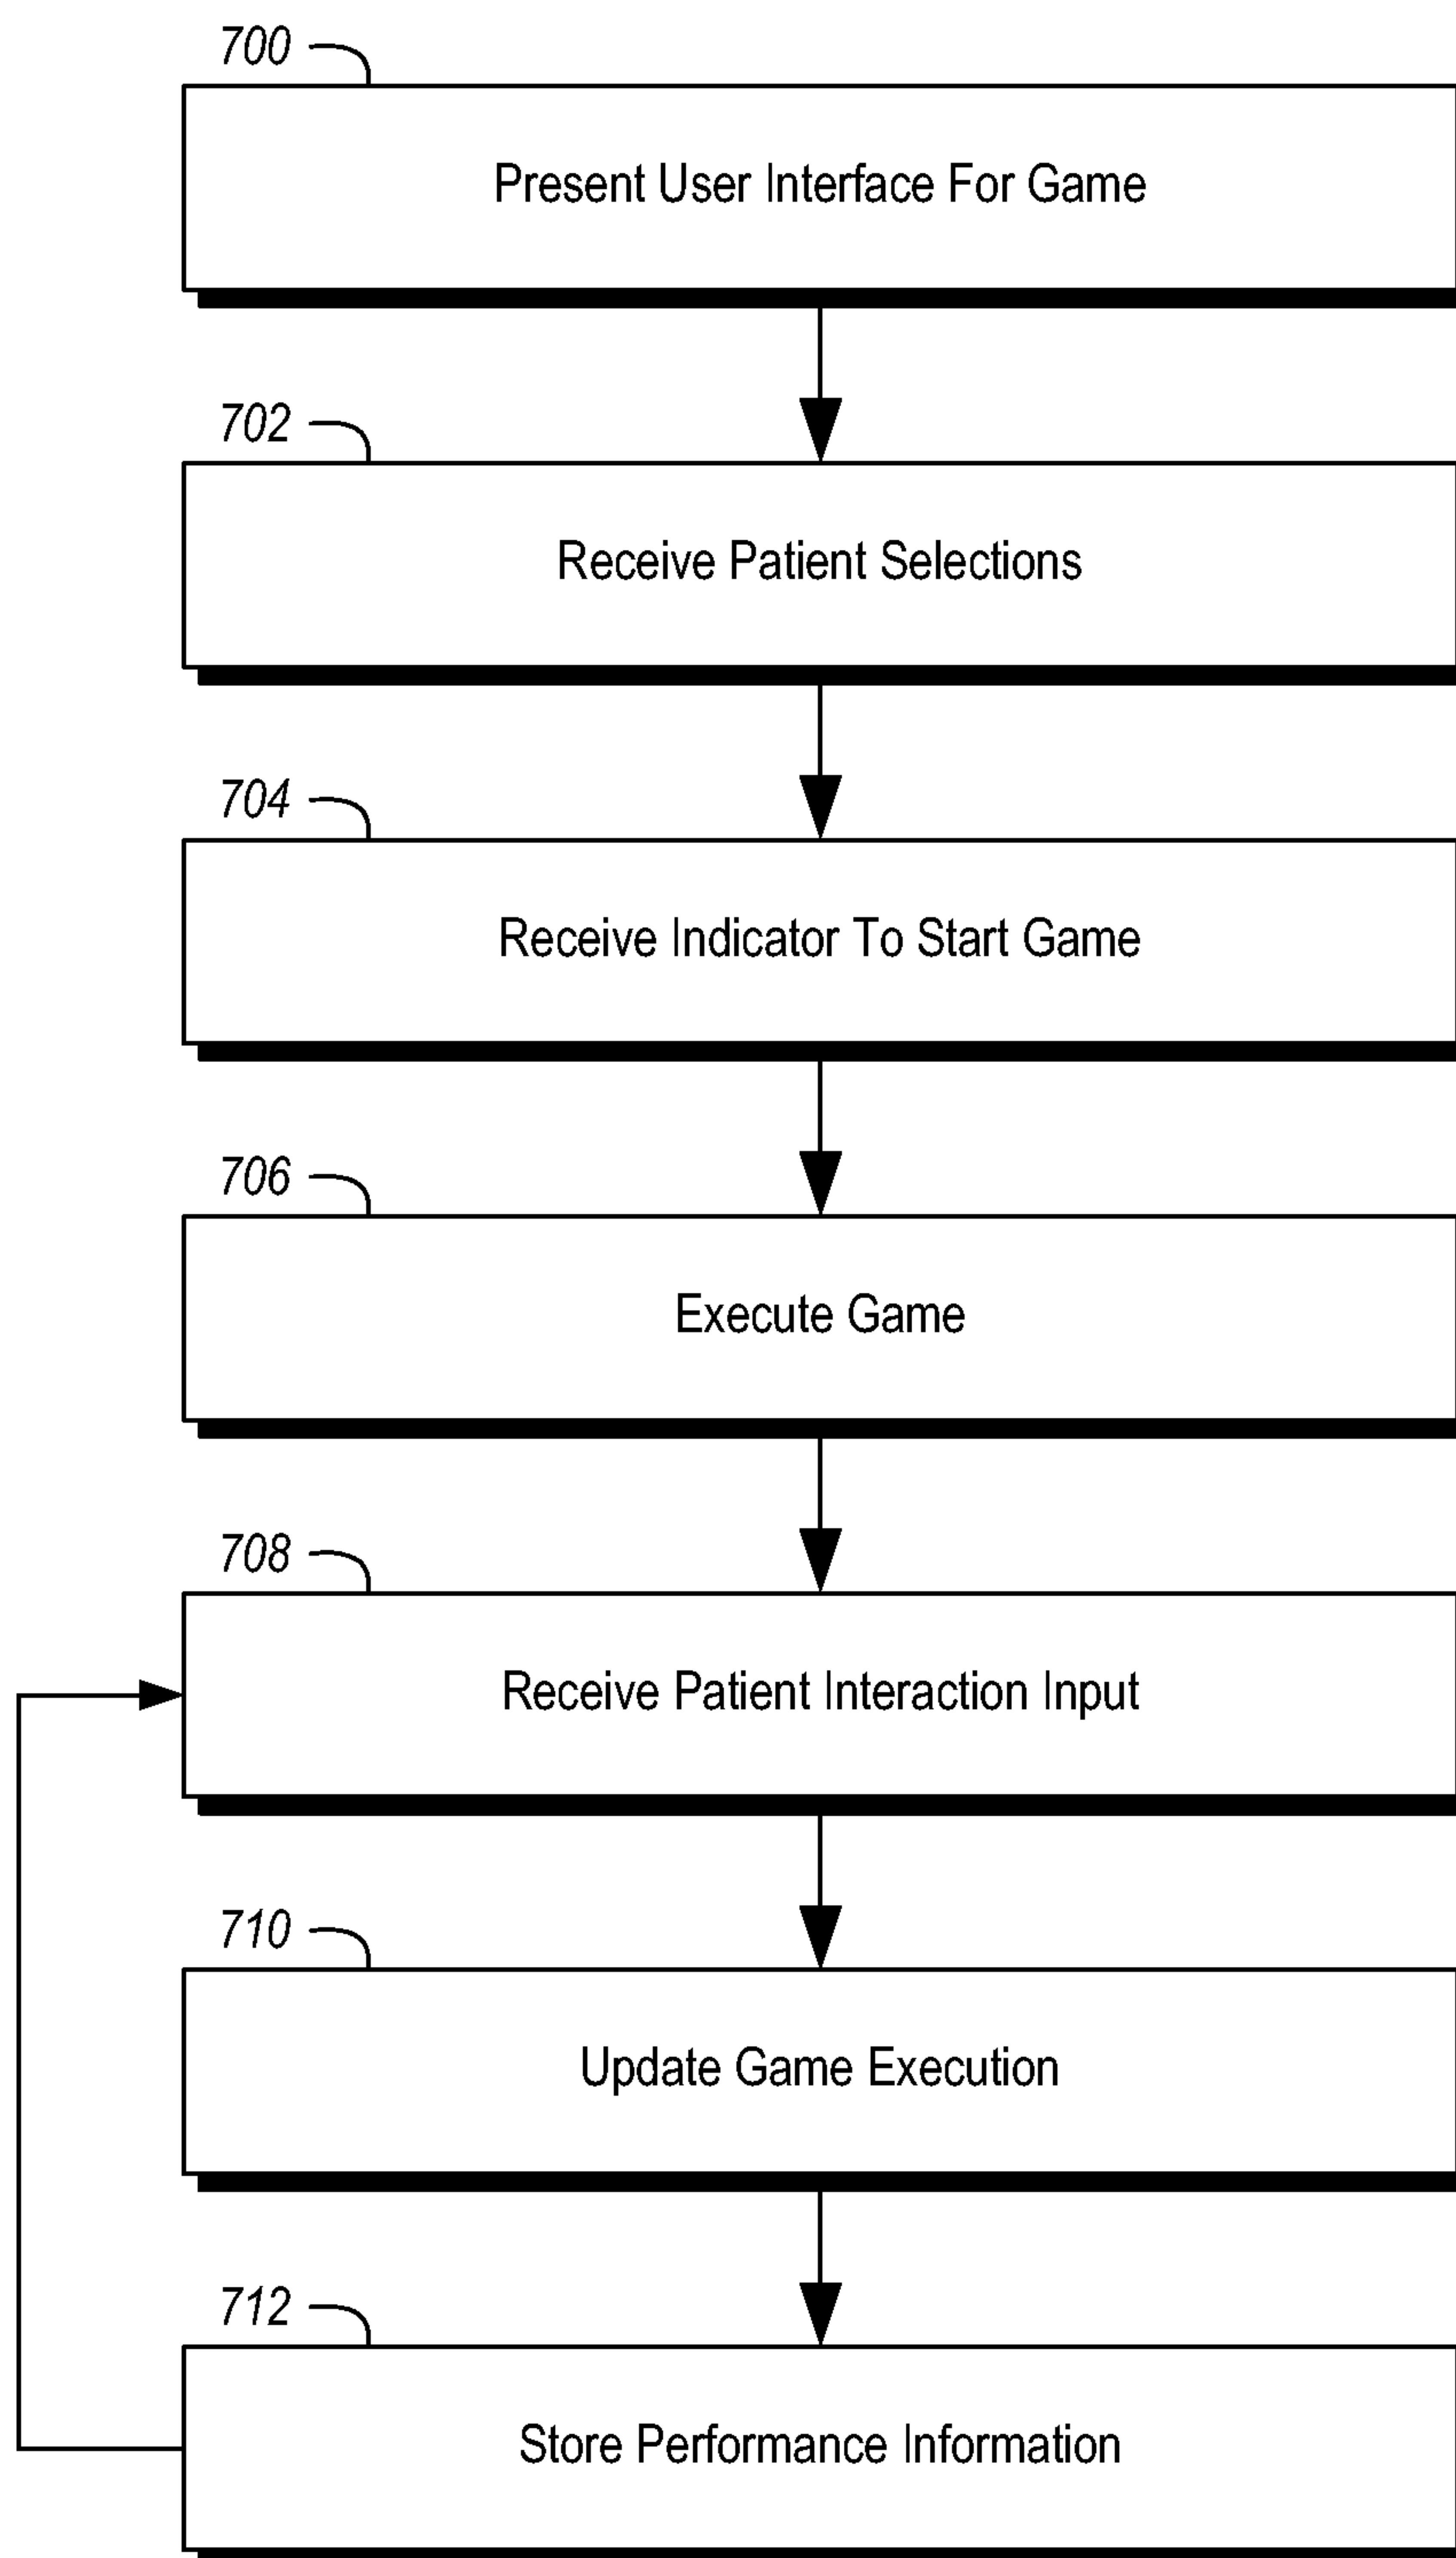 700
Present User Interface For Game
702
Receive Patient Selections
704
Receive Indicator To Start Game
706
Execute Game
708
Receive Patient Interaction Input
710
Update Game Execution
712
Store Performance Information